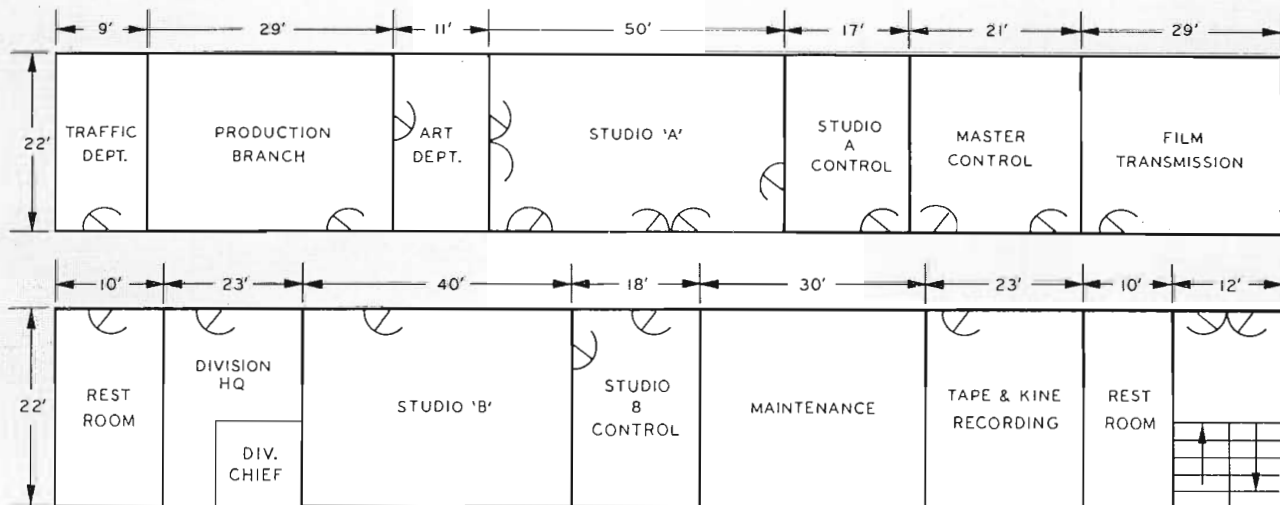 9' 29' 11' 50' 17' 21' 29'
22'
TRAFFIC
DEPT.
PRODUCTION
BRANCH
ART
DEPT.
STUDIO 'A'
STUDIO
A
CONTROL
MASTER
CONTROL
FILM
TRANSMISSION
10' 23' 40' 18' 30' 23' 10' 12'
22'
REST
ROOM
DIVISION
HQ
DIV.
CHIEF
STUDIO 'B'
STUDIO
8
CONTROL
MAINTENANCE
TAPE & KINE
RECORDING
REST
ROOM